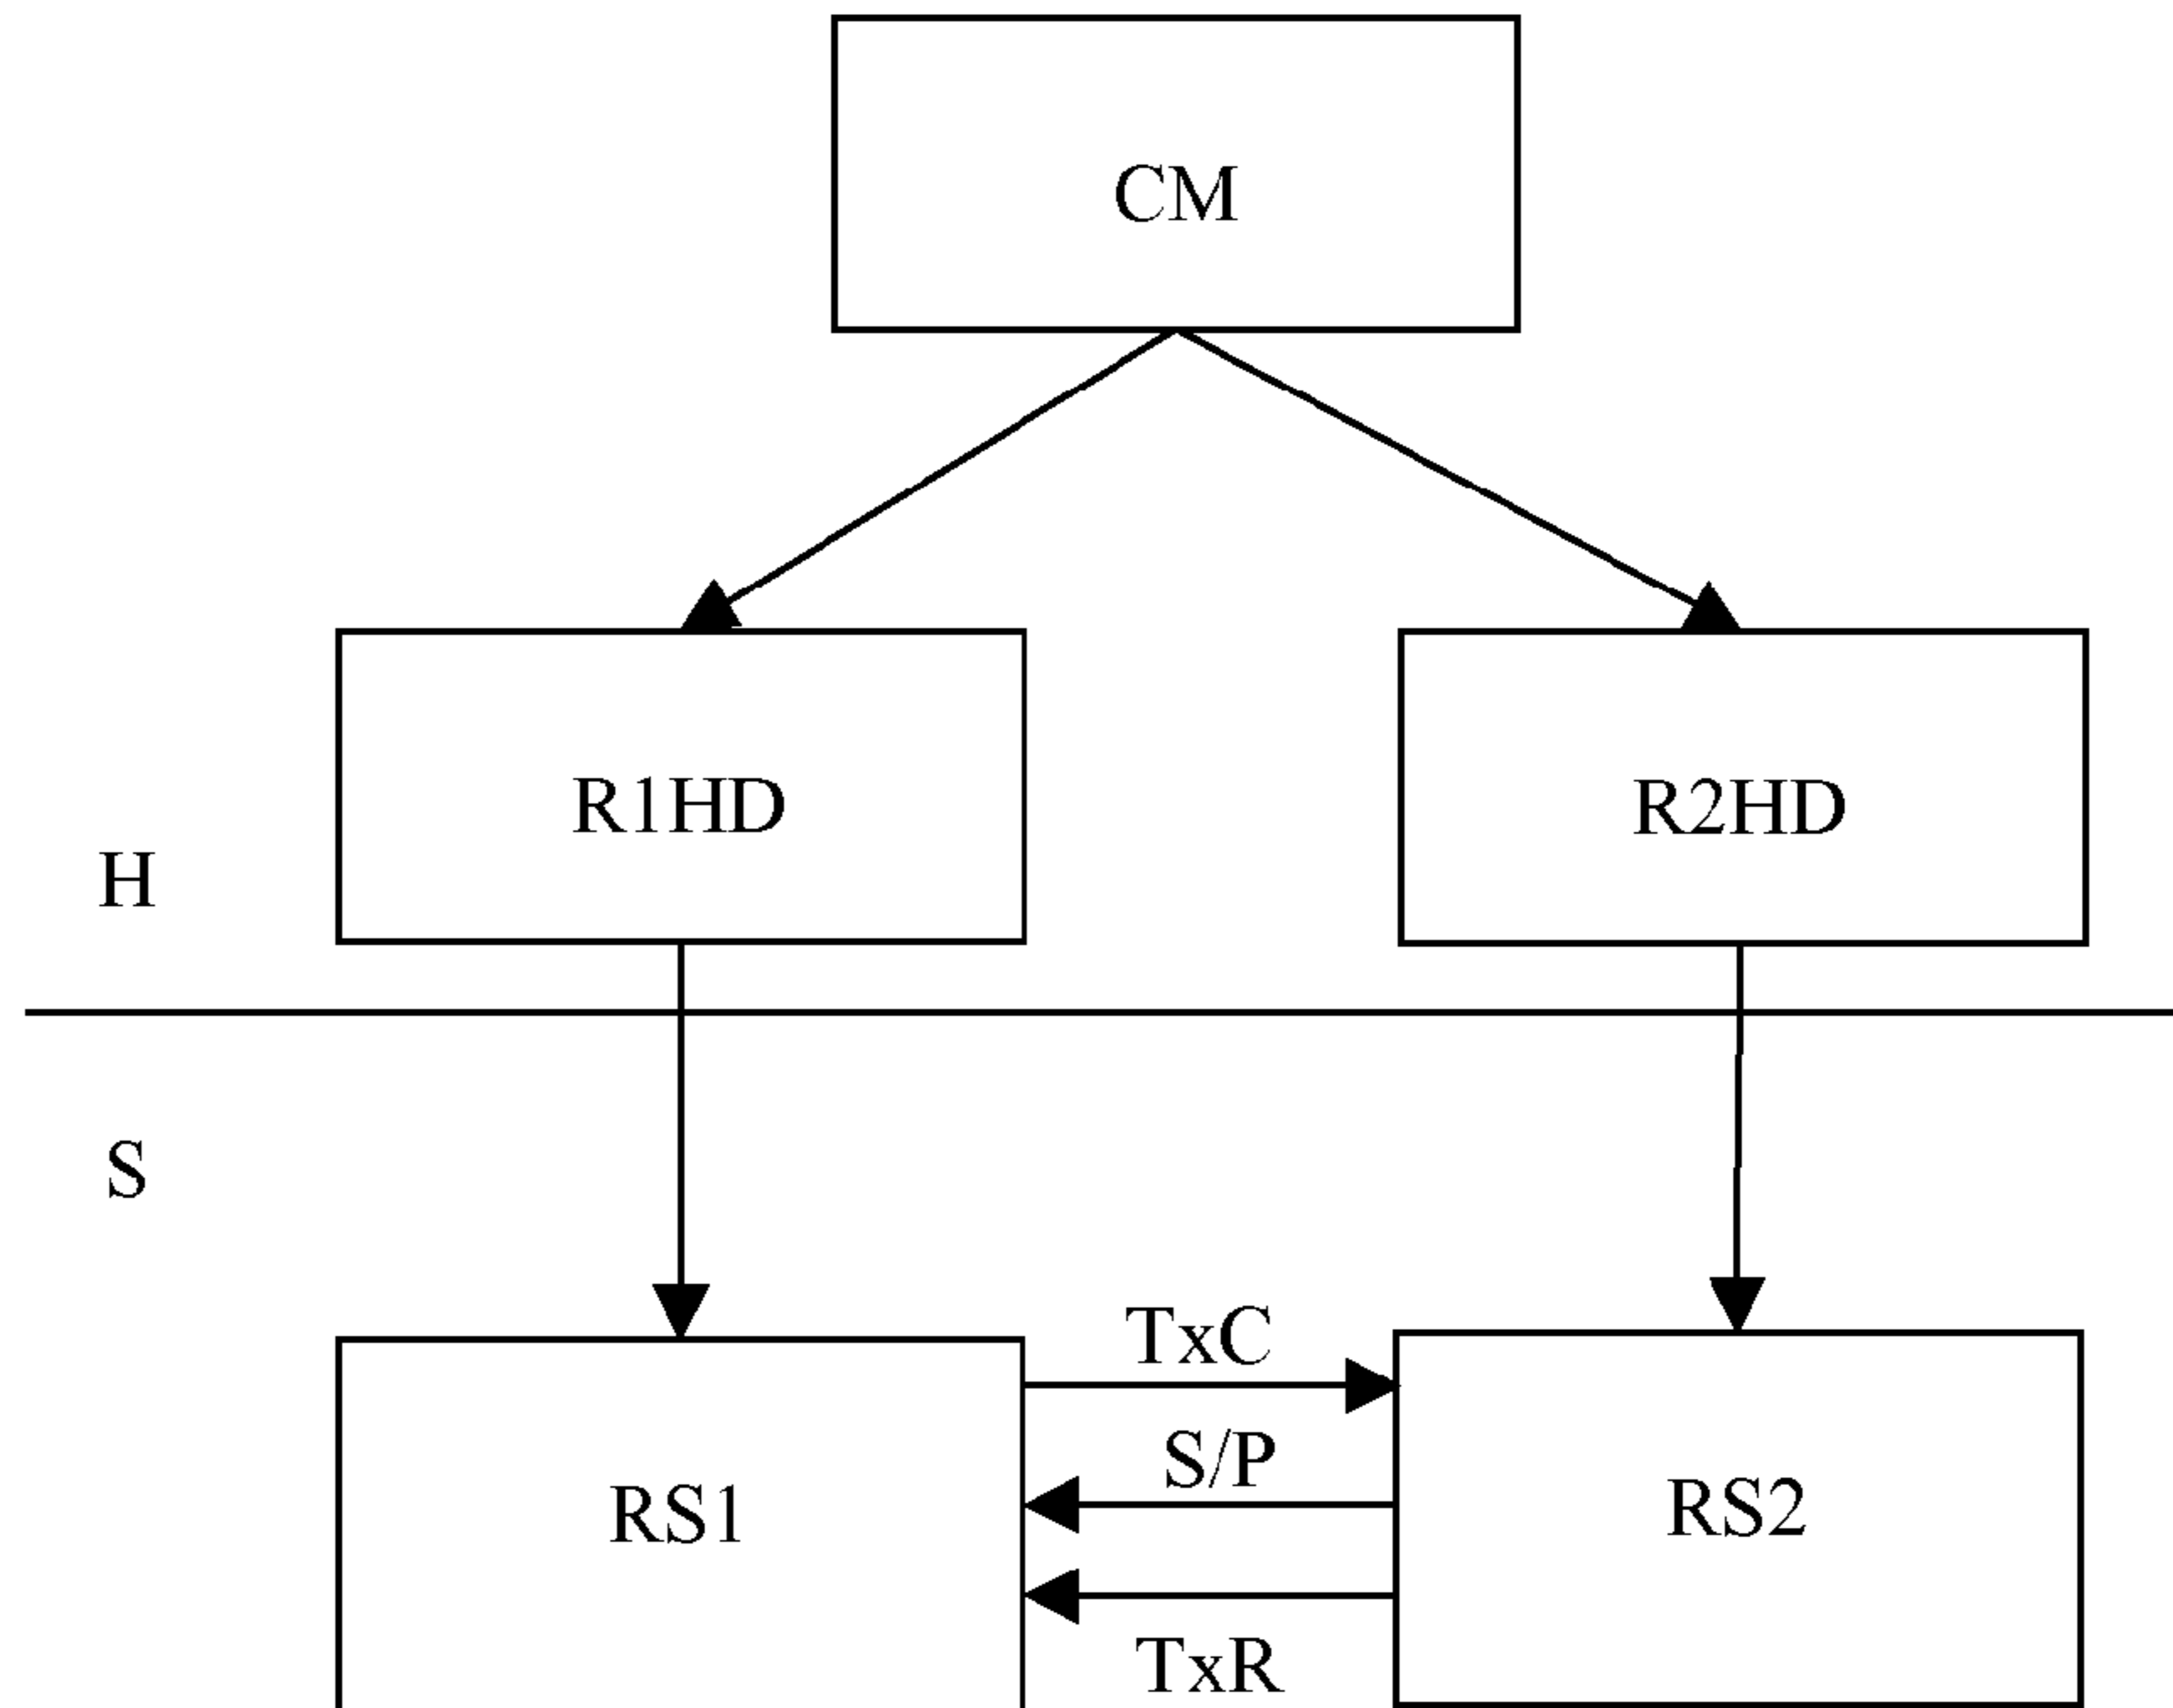 CM
R1HD
R2HD
H
S
TxC
S/P
RS1
RS2
TxR